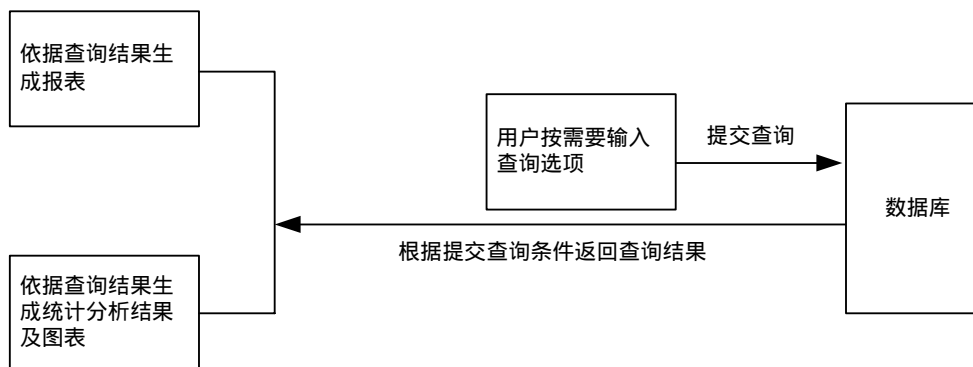 依据查询结果生
成报表
用户按需要输入
查询选项
提交查询
数据库
根据提交查询条件返回查询结果
依据查询结果生
成统计分析结果
及图表